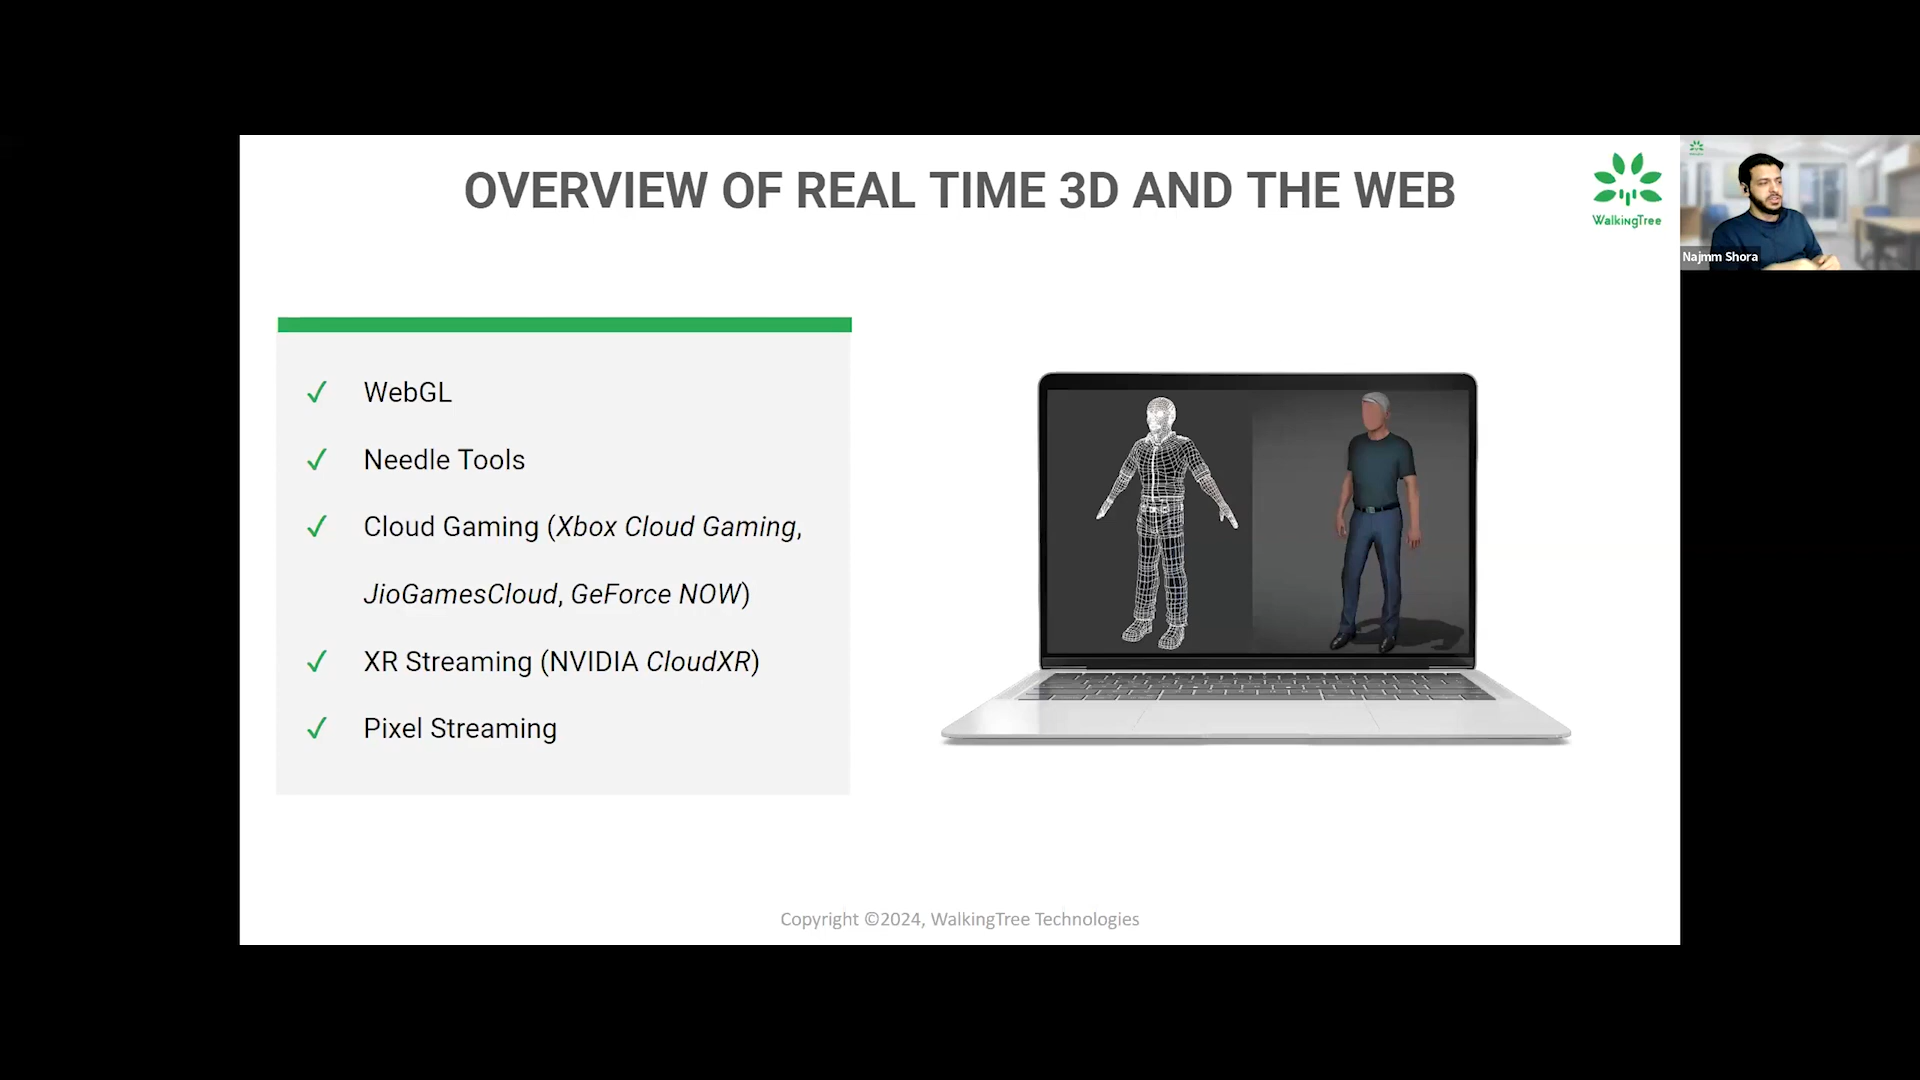 OVERVIEW OF REAL TIME 3D AND THE WEB
WalkingTree
Najmm Shora
WebGL
Needle Tools
Cloud Gaming (Xbox Cloud Gaming,
JioGamesCloud, GeForce NOW)
XR Streaming (NVIDIA CloudXR)
Pixel Streaming
Copyright ©2024, WalkingTree Technologies